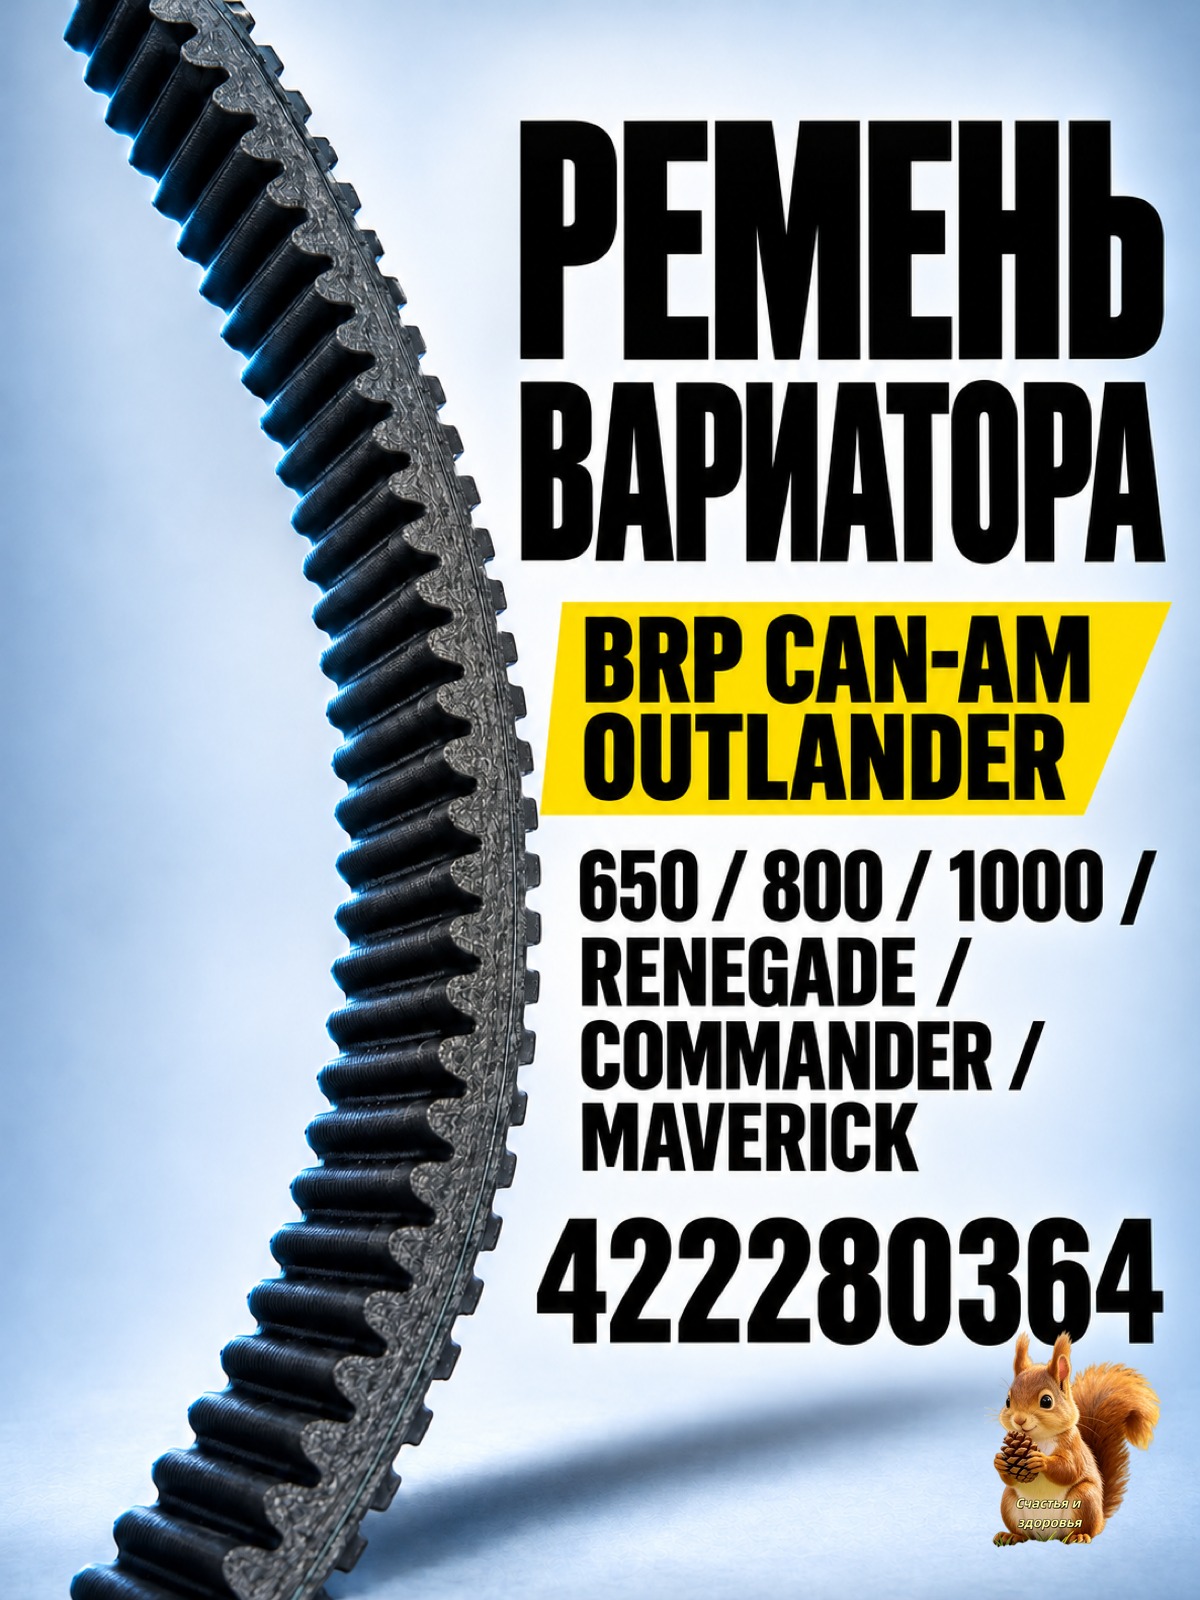 РЕМЕНЬ
ВАРИАТОРА
BRP CAN-AM
OUTLANDER
650 / 800 / 1000 /
RENEGADE /
COMMANDER /
MAVERICK
422280364
Счастья и
здоровья